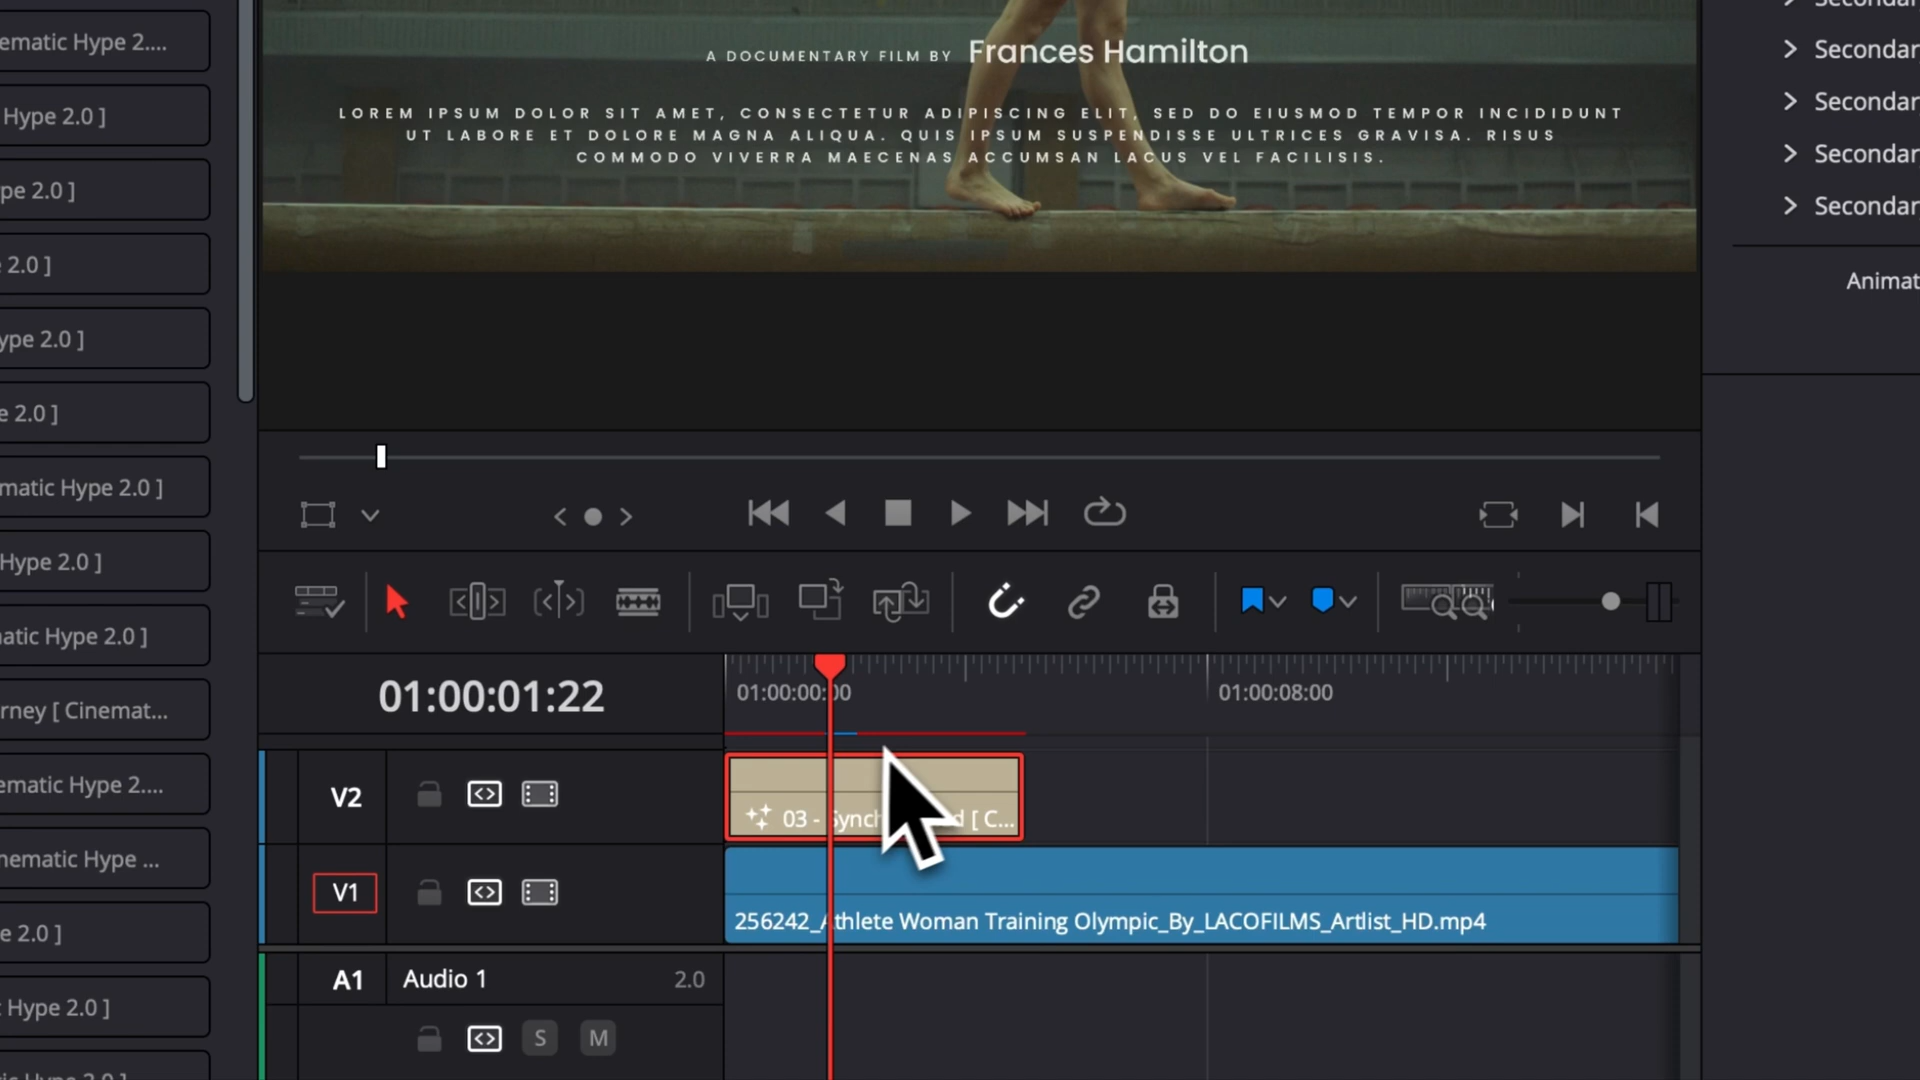 ematic Hype 2....
Hype 2.0 ]
pe 2.0 ]
2.0 ]
ype 2.0 ]
e 2.0 ]
matic Hype 2.0 ]
Hype 2.0 ]
natic Hype 2.0 ]
rney [ Cinemat...
ematic Hype 2....
nematic Hype ...
e 2.0 ]
Hype 2.0 ]
A DOCUMENTARY FILM BY Frances Hamilton
LOREM IPSUM DOLOR SIT AMET, CONSECTETUR ADIPISCING ELIT, SED DO EIUSMOD TEMPOR INCIDIDUNT
UT LABORE ET DOLORE MAGNA ALIQUA. QUIS IPSUM SUSPENDISSE ULTRICES GRAVISA. RISUS
COMMODO VIVERRA MAECENAS ACCUMSAN LACUS VEL FACILISIS.
Secondar
Secondar
Secondar
Secondar
Animat
01:00:01:22
01:00:00:00
01:00:08:00
V2
03 - Synch d [ C...
V1
256242_Athlete Woman Training Olympic_By_LACOFILMS_Artlist_HD.mp4
A1
Audio 1
2.0
S
M